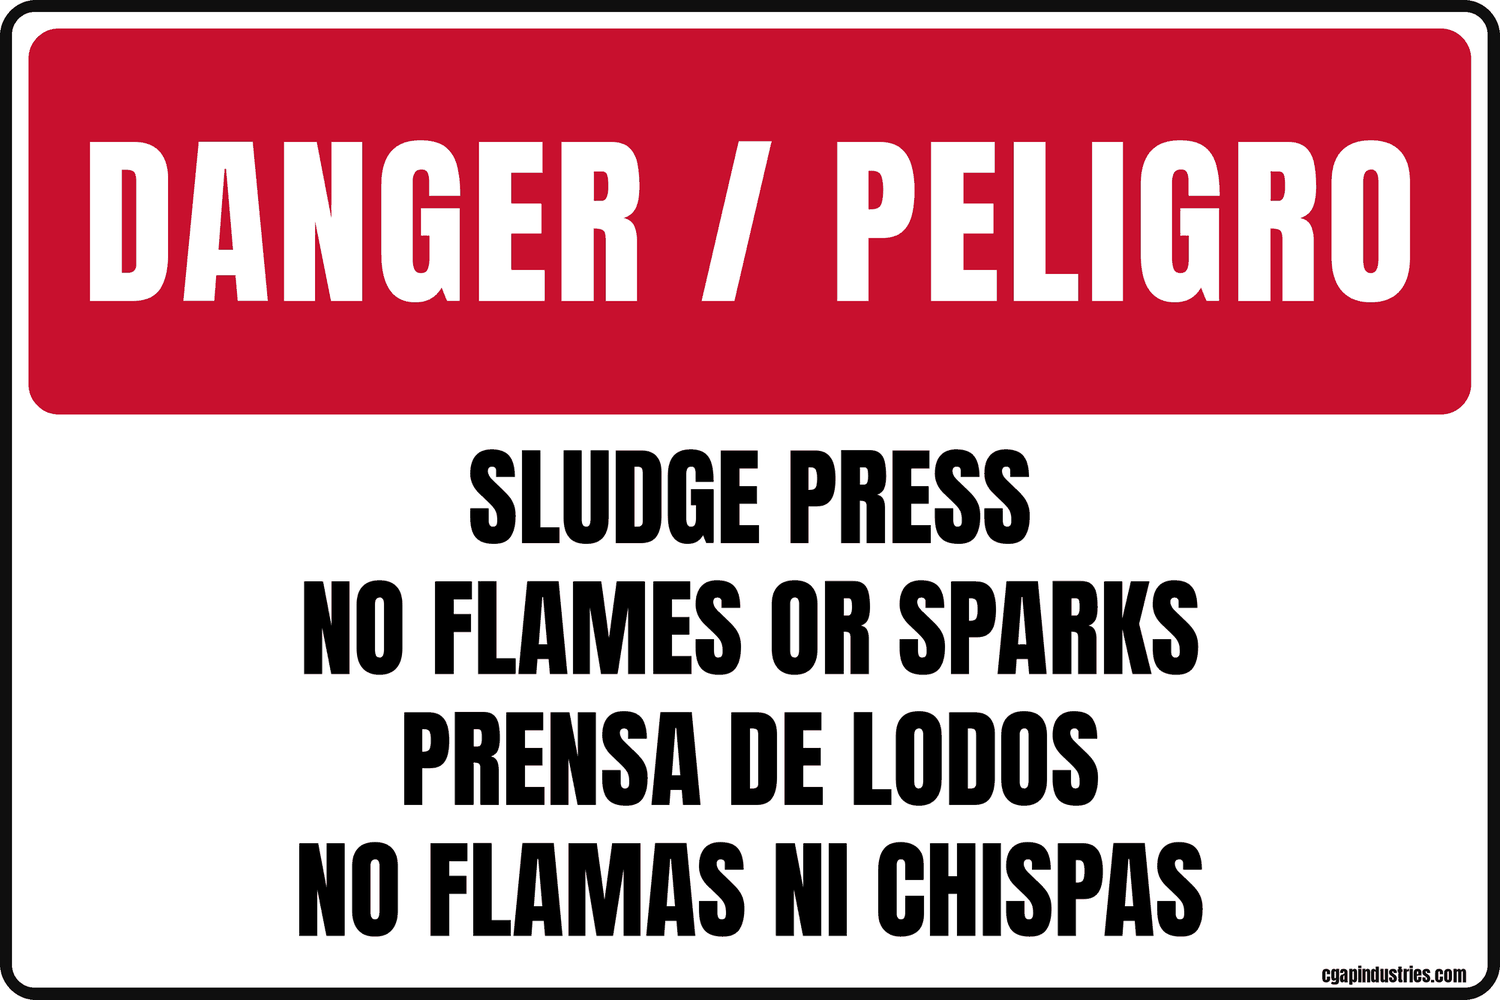 DANGER / PELIGRO
SLUDGE PRESS
NO FLAMES OR SPARKS
PRENSA DE LODOS
NO FLAMAS NI CHISPAS
cgapindustries.com